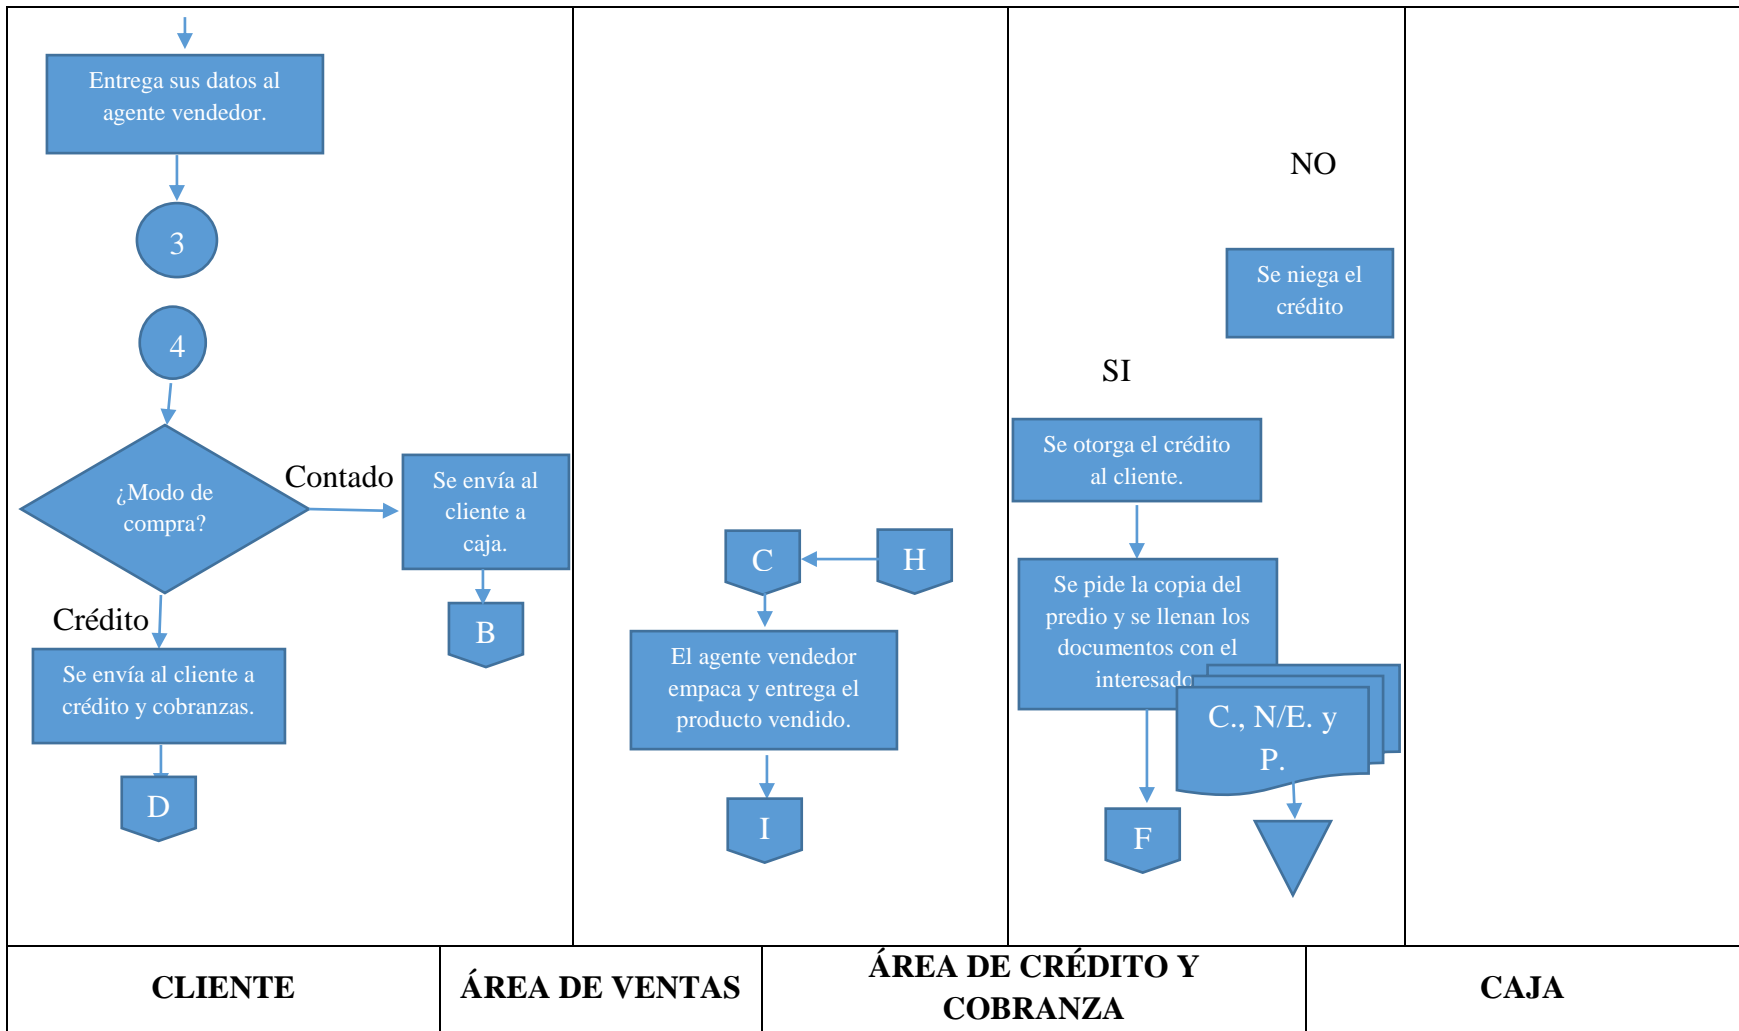 Entrega sus datos al
agente vendedor.
3
4
¿Modo de
compra?
Contado
Se envía al
cliente a
caja.
B
Crédito
Se envía al cliente a
crédito y cobranzas.
D
C
H
El agente vendedor
empaca y entrega el
producto vendido.
I
NO
Se niega el
crédito
SI
Se otorga el crédito
al cliente.
Se pide la copia del
predio y se llenan los
documentos con el
interesado
C., N/E. y
P.
F
CLIENTE
ÁREA DE VENTAS
ÁREA DE CRÉDITO Y
COBRANZA
CAJA